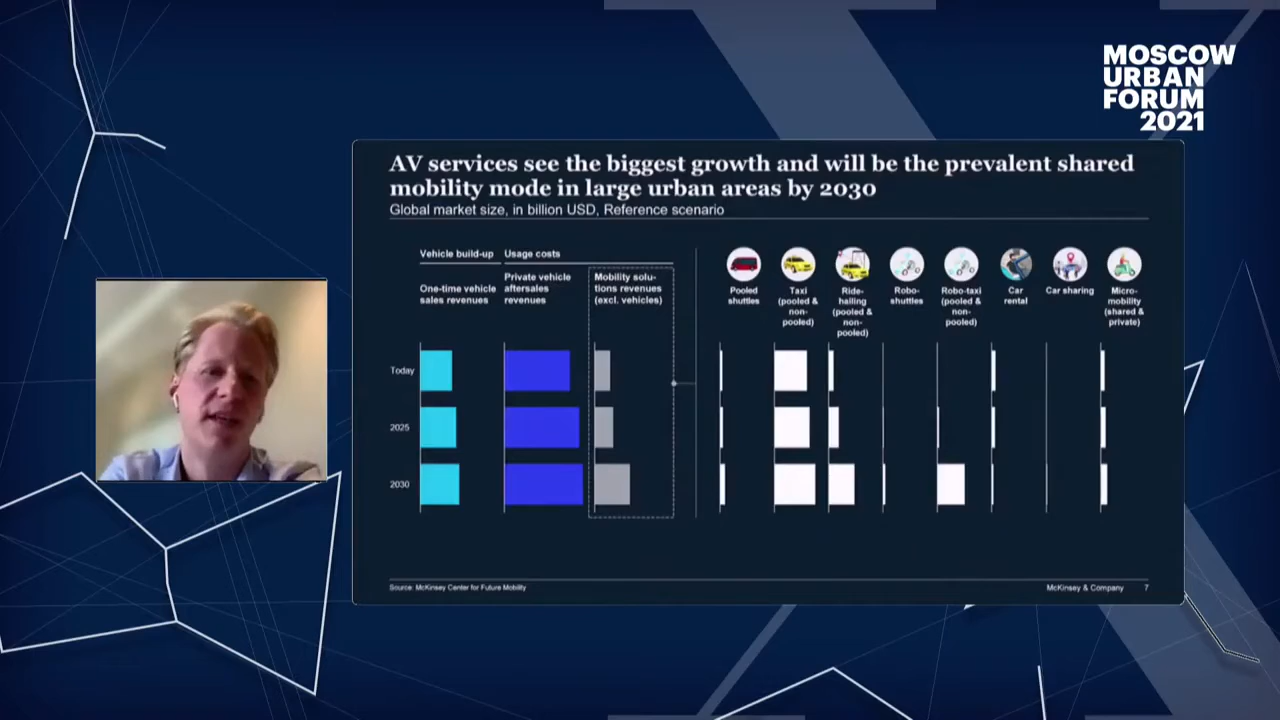 MOSCOW
URBAN
FORUM
2021
AV services see the biggest growth and will be the prevalent shared
mobility mode in large urban areas by 2030
Global market size, in billion USD, Reference scenario
Vehicle build-up
Usage costs
One-time vehicle
sales revenues
Private vehicle
aftersales
revenues
Mobility solu-
tions revenues
(excl. vehicles)
Pooled
shuttles
Taxi
(pooled &
non-
pooled)
Ride-
hailing
(pooled &
non-
pooled)
Robo-
shuttles
Robo-taxi
(pooled &
non-
pooled)
Car
rental
Car sharing
Micro-
mobility
(shared &
private)
Today
2025
2030
Source: McKinsey Center for Future Mobility
McKinsey & Company 7